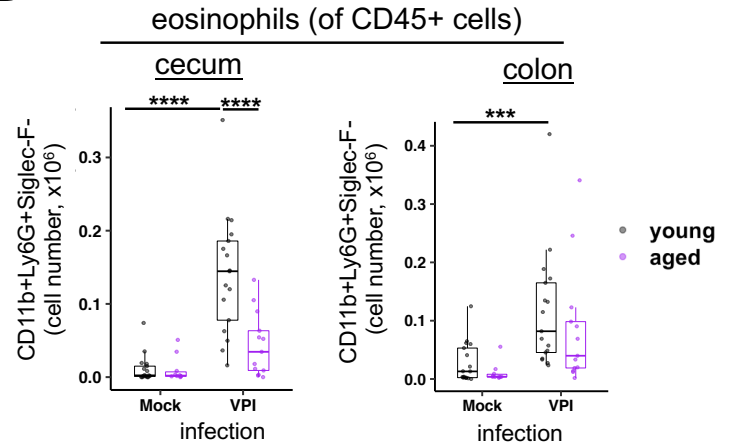 eosinophils (of CD45+ cells)
cecum
colon
**** ****
***
CD11b+Ly6G+Siglec-F-
(cell number, x10⁶)
0.3
0.2
0.1
0.0
Mock VPI
infection
CD11b+Ly6G+Siglec-F-
(cell number, x10⁶)
0.4
0.3
0.2
0.1
0.0
Mock VPI
infection
young
aged